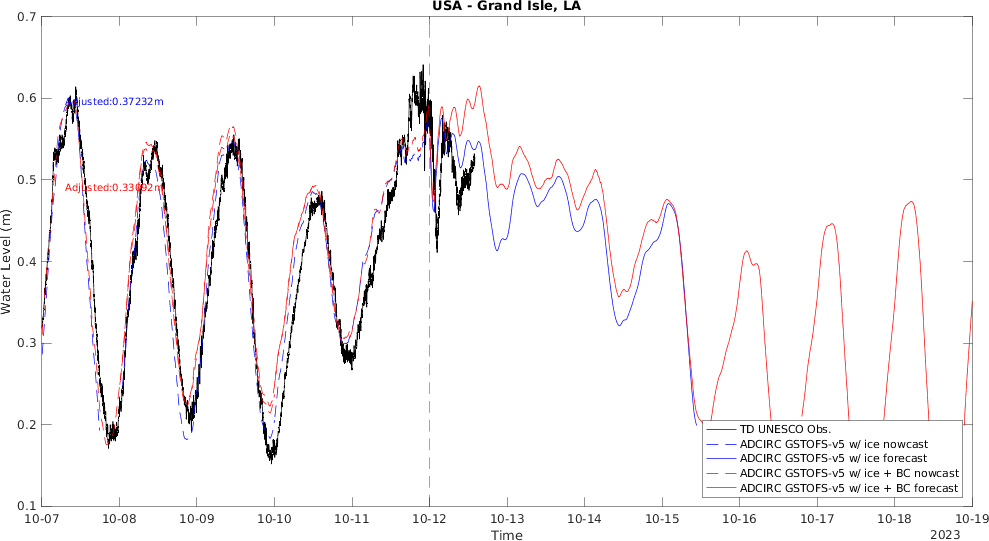 USA - Grand Isle, LA
0.7
0.6
0.5
0.4
0.3
0.2
0.1
Water Level (m)
Adjusted:0.37232m
Adjusted:0.33092m
TD UNESCO Obs.
ADCIRC GSTOFS-v5 w/ ice nowcast
ADCIRC GSTOFS-v5 w/ ice forecast
ADCIRC GSTOFS-v5 w/ ice + BC nowcast
ADCIRC GSTOFS-v5 w/ ice + BC forecast
10-07 10-08 10-09 10-10 10-11 10-12 10-13 10-14 10-15 10-16 10-17 10-18 10-19
Time
2023